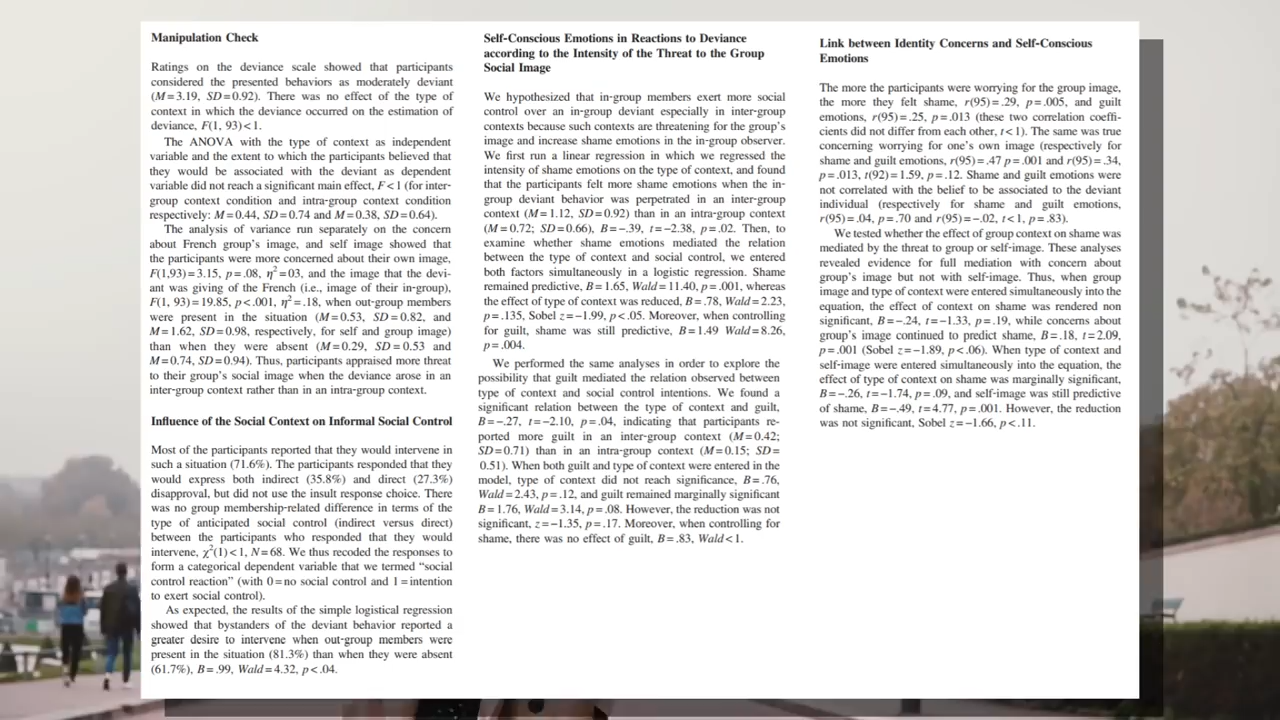 Manipulation Check
Ratings on the deviance scale showed that participants
considered the presented behaviors as moderately deviant
(M=3.19, SD=0.92). There was no effect of the type of
context in which the deviance occurred on the estimation of
deviance, F(1, 93)<1.
The ANOVA with the type of context as independent
variable and the extent to which the participants believed that
they would be associated with the deviant as dependent
variable did not reach a significant main effect, F<1 (for inter-
group context condition and intra-group context condition
respectively: M=0.44, SD=0.74 and M=0.38, SD=0.64).
The analysis of variance run separately on the concern
about French group's image, and self image showed that
the participants were more concerned about their own image,
F(1,93)=3.15, p=.08, η²=03, and the image that the devi-
ant was giving of the French (i.e., image of their in-group),
F(1, 93)=19.85, p<.001, η²=.18, when out-group members
were present in the situation (M=0.53, SD=0.82, and
M=1.62, SD=0.98, respectively, for self and group image)
than when they were absent (M=0.29, SD=0.53 and
M=0.74, SD=0.94). Thus, participants appraised more threat
to their group's social image when the deviance arose in an
inter-group context rather than in an intra-group context.
Influence of the Social Context on Informal Social Control
Most of the participants reported that they would intervene in
such a situation (71.6%). The participants responded that they
would express both indirect (35.8%) and direct (27.3%)
disapproval, but did not use the insult response choice. There
was no group membership-related difference in terms of the
type of anticipated social control (indirect versus direct)
between the participants who responded that they would
intervene, χ²(1)<1, N=68. We thus recoded the responses to
form a categorical dependent variable that we termed “social
control reaction” (with 0=no social control and 1=intention
to exert social control).
As expected, the results of the simple logistical regression
showed that bystanders of the deviant behavior reported a
greater desire to intervene when out-group members were
present in the situation (81.3%) than when they were absent
(61.7%), B=.99, Wald=4.32, p<.04.
Self-Conscious Emotions in Reactions to Deviance
according to the Intensity of the Threat to the Group
Social Image
We hypothesized that in-group members exert more social
control over an in-group deviant especially in inter-group
contexts because such contexts are threatening for the group's
image and increase shame emotions in the in-group observer.
We first run a linear regression in which we regressed the
intensity of shame emotions on the type of context, and found
that the participants felt more shame emotions when the in-
group deviant behavior was perpetrated in an inter-group
context (M=1.12, SD=0.92) than in an intra-group context
(M=0.72; SD=0.66), B=−.39, t=−2.38, p=.02. Then, to
examine whether shame emotions mediated the relation
between the type of context and social control, we entered
both factors simultaneously in a logistic regression. Shame
remained predictive, B=1.65, Wald=11.40, p=.001, whereas
the effect of type of context was reduced, B=.78, Wald=2.23,
p=.135, Sobel z=−1.99, p<.05. Moreover, when controlling
for guilt, shame was still predictive, B=1.49 Wald=8.26,
p=.004.
We performed the same analyses in order to explore the
possibility that guilt mediated the relation observed between
type of context and social control intentions. We found a
significant relation between the type of context and guilt,
B=−.27, t=−2.10, p=.04, indicating that participants re-
ported more guilt in an inter-group context (M=0.42;
SD=0.71) than in an intra-group context (M=0.15; SD=
0.51). When both guilt and type of context were entered in the
model, type of context did not reach significance, B=.76,
Wald=2.43, p=.12, and guilt remained marginally significant
B=1.76, Wald=3.14, p=.08. However, the reduction was not
significant, z=−1.35, p=.17. Moreover, when controlling for
shame, there was no effect of guilt, B=.83, Wald<1.
Link between Identity Concerns and Self-Conscious
Emotions
The more the participants were worrying for the group image,
the more they felt shame, r(95)=.29, p=.005, and guilt
emotions, r(95)=.25, p=.013 (these two correlation coeffi-
cients did not differ from each other, t<1). The same was true
concerning worrying for one's own image (respectively for
shame and guilt emotions, r(95)=.47 p=.001 and r(95)=.34,
p=.013, t(92)=1.59, p=.12. Shame and guilt emotions were
not correlated with the belief to be associated to the deviant
individual (respectively for shame and guilt emotions,
r(95)=.04, p=.70 and r(95)=−.02, t<1, p=.83).
We tested whether the effect of group context on shame was
mediated by the threat to group or self-image. These analyses
revealed evidence for full mediation with concern about
group's image but not with self-image. Thus, when group
image and type of context were entered simultaneously into the
equation, the effect of context on shame was rendered non
significant, B=−.24, t=−1.33, p=.19, while concerns about
group's image continued to predict shame, B=.18, t=2.09,
p=.001 (Sobel z=−1.89, p<.06). When type of context and
self-image were entered simultaneously into the equation, the
effect of type of context on shame was marginally significant,
B=−.26, t=−1.74, p=.09, and self-image was still predictive
of shame, B=−.49, t=4.77, p=.001. However, the reduction
was not significant, Sobel z=−1.66, p<.11.